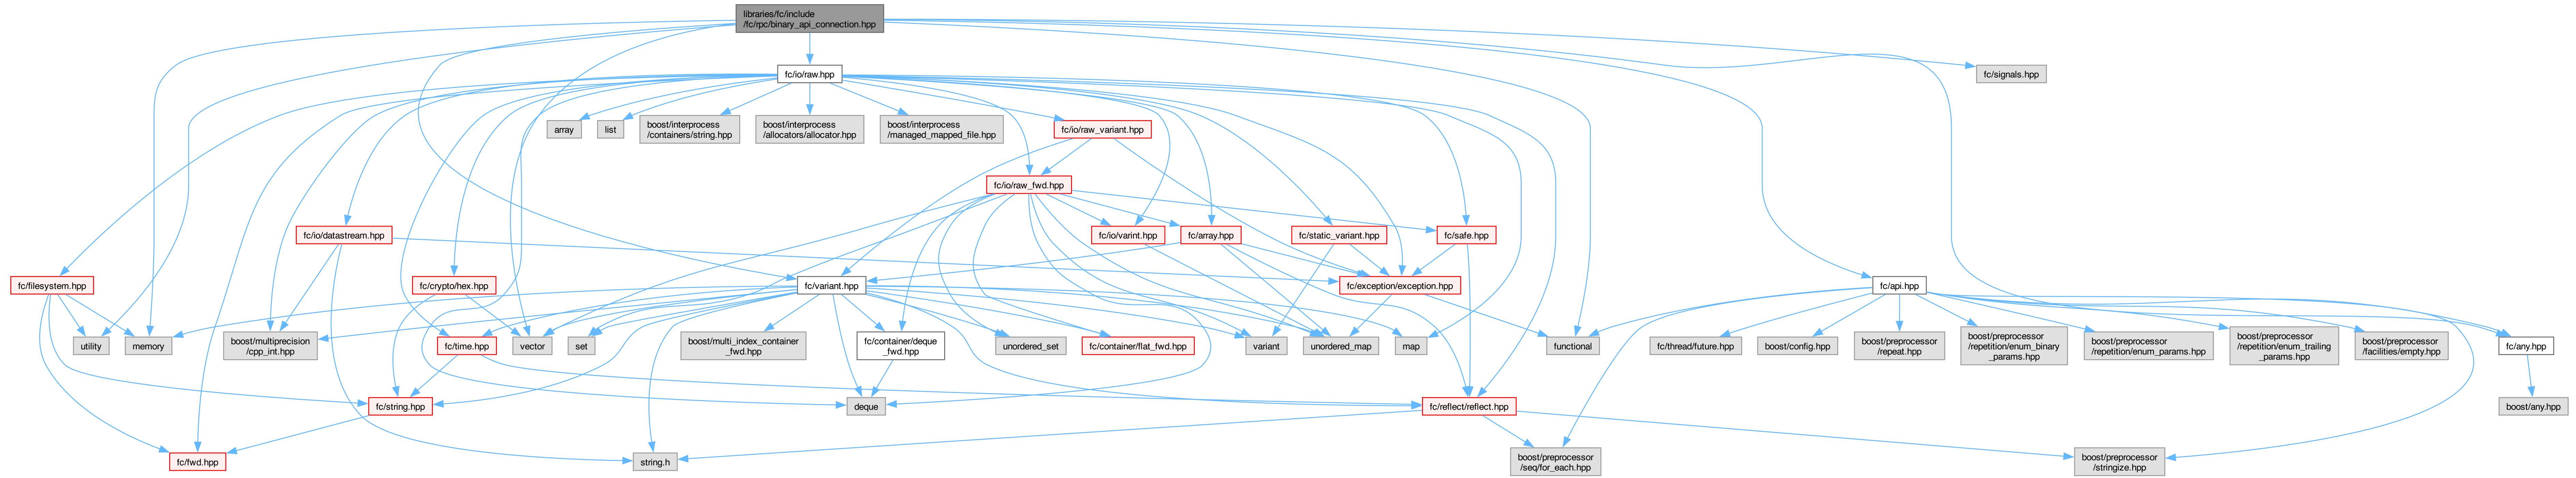 libraries/fc/include
/fc/rpc/binary_api_connection.hpp
fc/io/raw.hpp
fc/signals.hpp
array
list
boost/interprocess
/containers/string.hpp
boost/interprocess
/allocators/allocator.hpp
boost/interprocess
/managed_mapped_file.hpp
fc/io/raw_variant.hpp
fc/io/raw_fwd.hpp
fc/io/datastream.hpp
fc/io/varint.hpp
fc/array.hpp
fc/static_variant.hpp
fc/safe.hpp
fc/filesystem.hpp
fc/crypto/hex.hpp
fc/variant.hpp
fc/exception/exception.hpp
fc/api.hpp
utility
memory
boost/multiprecision
/cpp_int.hpp
fc/time.hpp
vector
set
boost/multi_index_container
_fwd.hpp
fc/container/deque
_fwd.hpp
unordered_set
fc/container/flat_fwd.hpp
variant
unordered_map
map
functional
fc/thread/future.hpp
boost/config.hpp
boost/preprocessor
/repeat.hpp
boost/preprocessor
/repetition/enum_binary
_params.hpp
boost/preprocessor
/repetition/enum_params.hpp
boost/preprocessor
/repetition/enum_trailing
_params.hpp
boost/preprocessor
/facilities/empty.hpp
fc/any.hpp
fc/string.hpp
deque
fc/reflect/reflect.hpp
boost/any.hpp
fc/fwd.hpp
string.h
boost/preprocessor
/seq/for_each.hpp
boost/preprocessor
/stringize.hpp